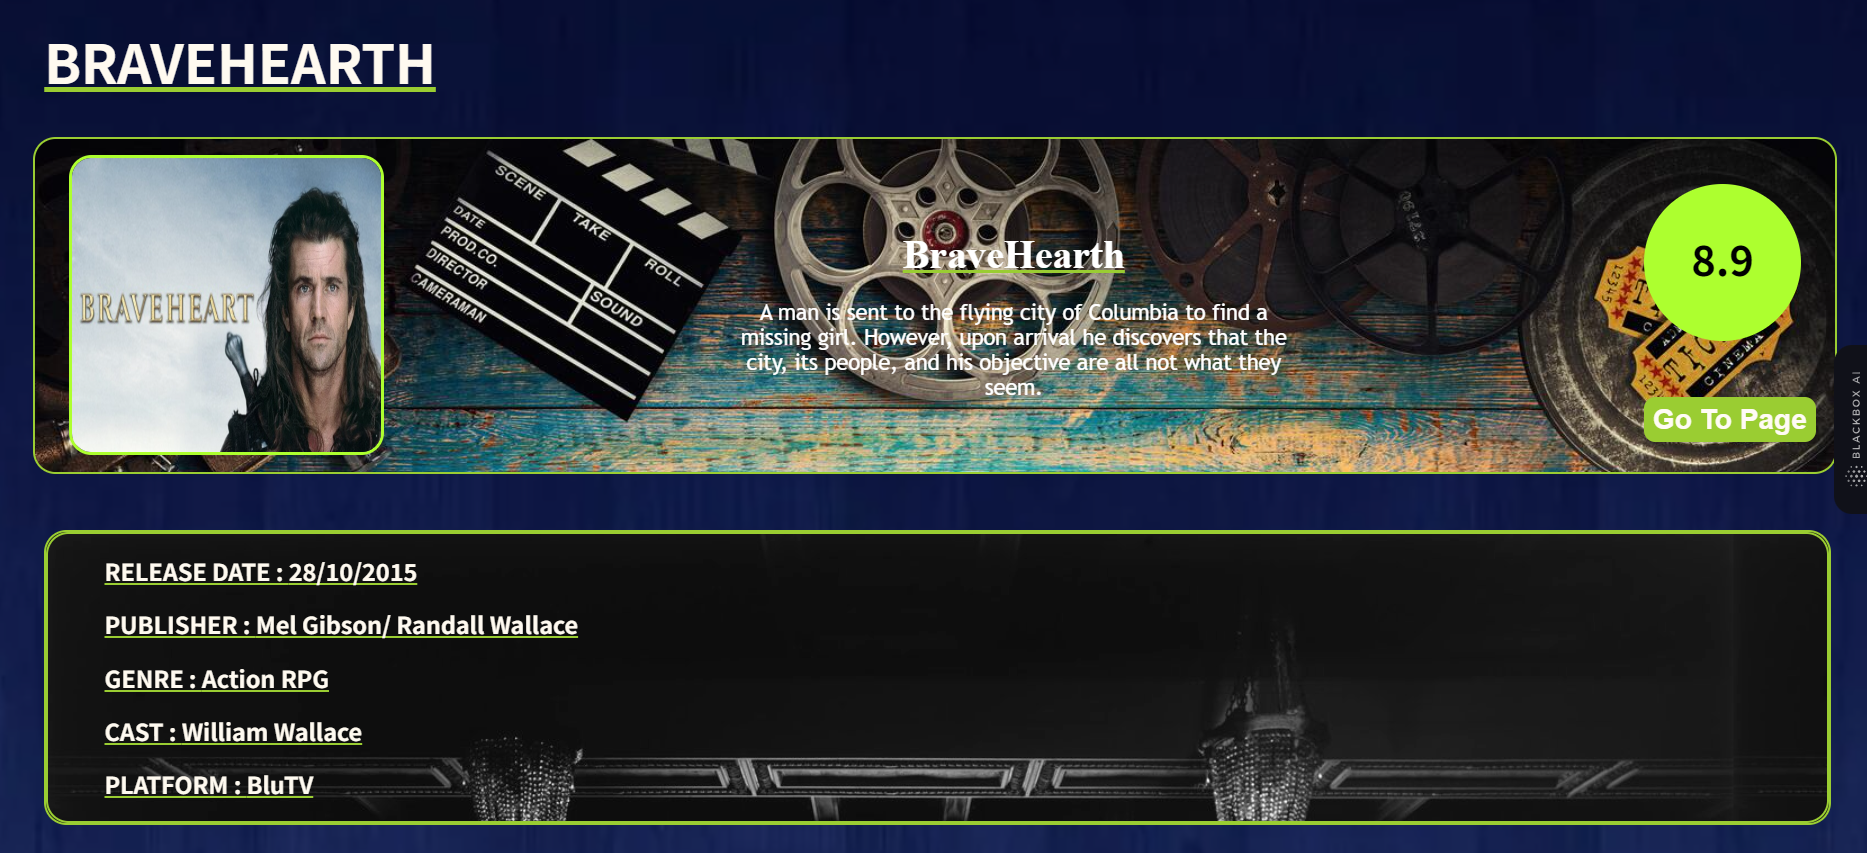 BRAVEHEARTH
BRAVEHEART
SCENE
TAKE
ROLL
DATE
PROD.CO.
DIRECTOR
SOUND
CAMERAMAN
BraveHearth
A man is sent to the flying city of Columbia to find a
missing girl. However, upon arrival he discovers that the
city, its people, and his objective are all not what they
seem.
8.9
12345
CINEMA
Go To Page
BLACKBOX AI
RELEASE DATE : 28/10/2015
PUBLISHER : Mel Gibson/ Randall Wallace
GENRE : Action RPG
CAST : William Wallace
PLATFORM : BluTV